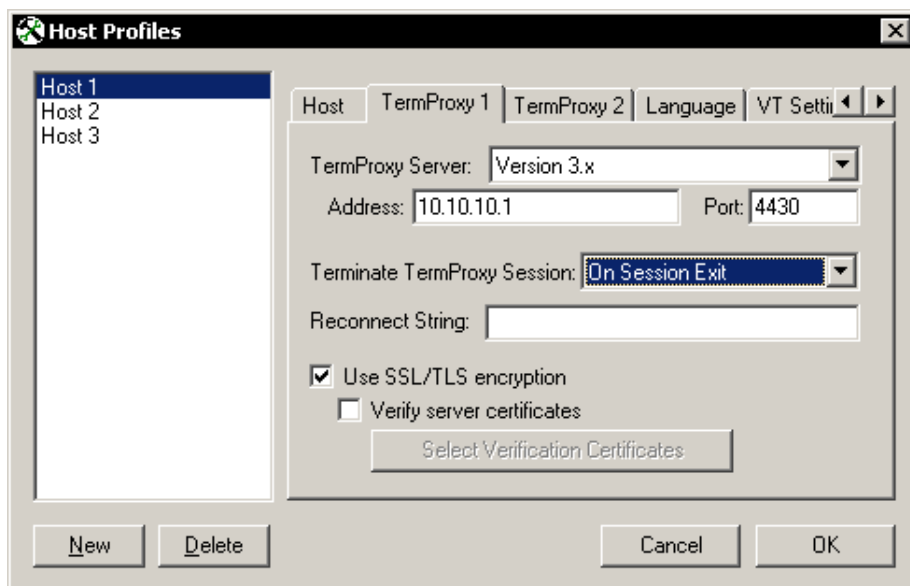 Host Profiles
Host 1
Host 2
Host 3
Host TermProxy 1 TermProxy 2 Language VT Setti
TermProxy Server: Version 3.x
Address: 10.10.10.1 Port: 4430
Terminate TermProxy Session: On Session Exit
Reconnect String:
Use SSL/TLS encryption
Verify server certificates
Select Verification Certificates
New Delete Cancel OK